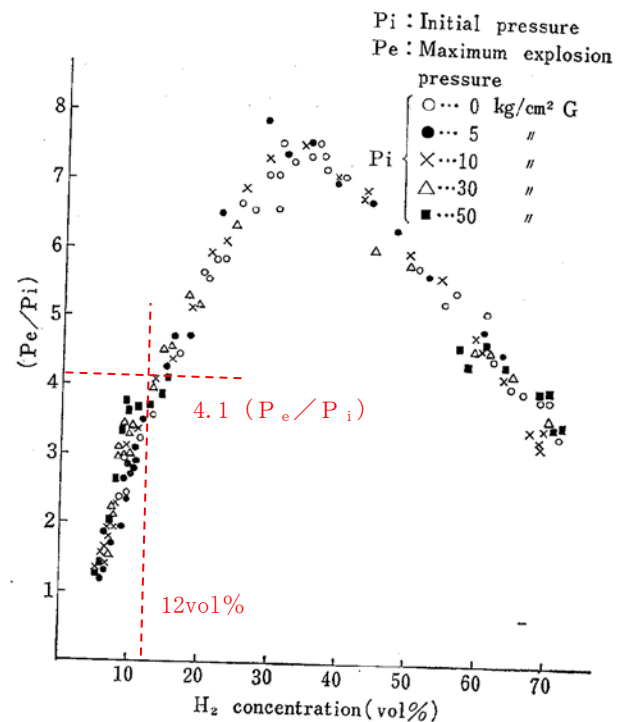 Pi : Initial pressure
Pe : Maximum explosion
pressure
Pi
○… 0 kg/cm² G
●… 5 〃
×…10 〃
△…30 〃
■…50 〃
(Pe/Pi)
8
7
6
5
4
3
2
1
4.1 (Pe/Pi)
12vol%
10 20 30 40 50 60 70
H₂ concentration(vol%)